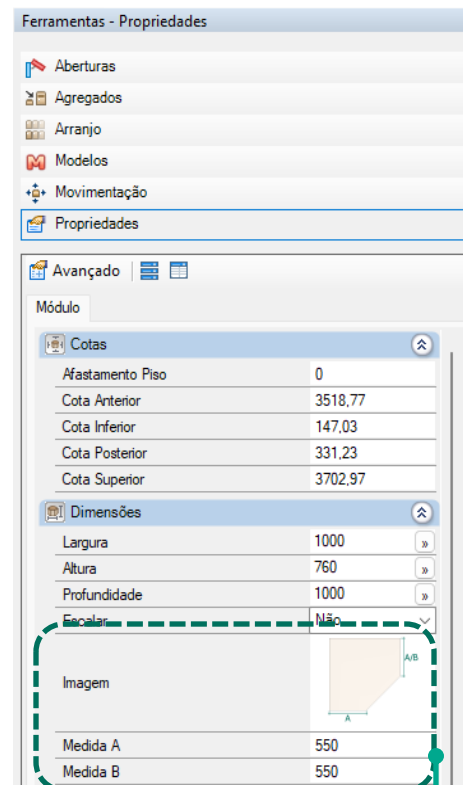 Ferramentas - Propriedades
Aberturas
Agregados
Arranjo
Modelos
Movimentação
Propriedades
Avançado
Módulo
Cotas
Afastamento Piso 0
Cota Anterior 3518,77
Cota Inferior 147,03
Cota Posterior 331,23
Cota Superior 3702,97
Dimensões
Largura 1000 »
Altura 760 »
Profundidade 1000 »
Escalar Não
Imagem
A/B
A
Medida A 550
Medida B 550